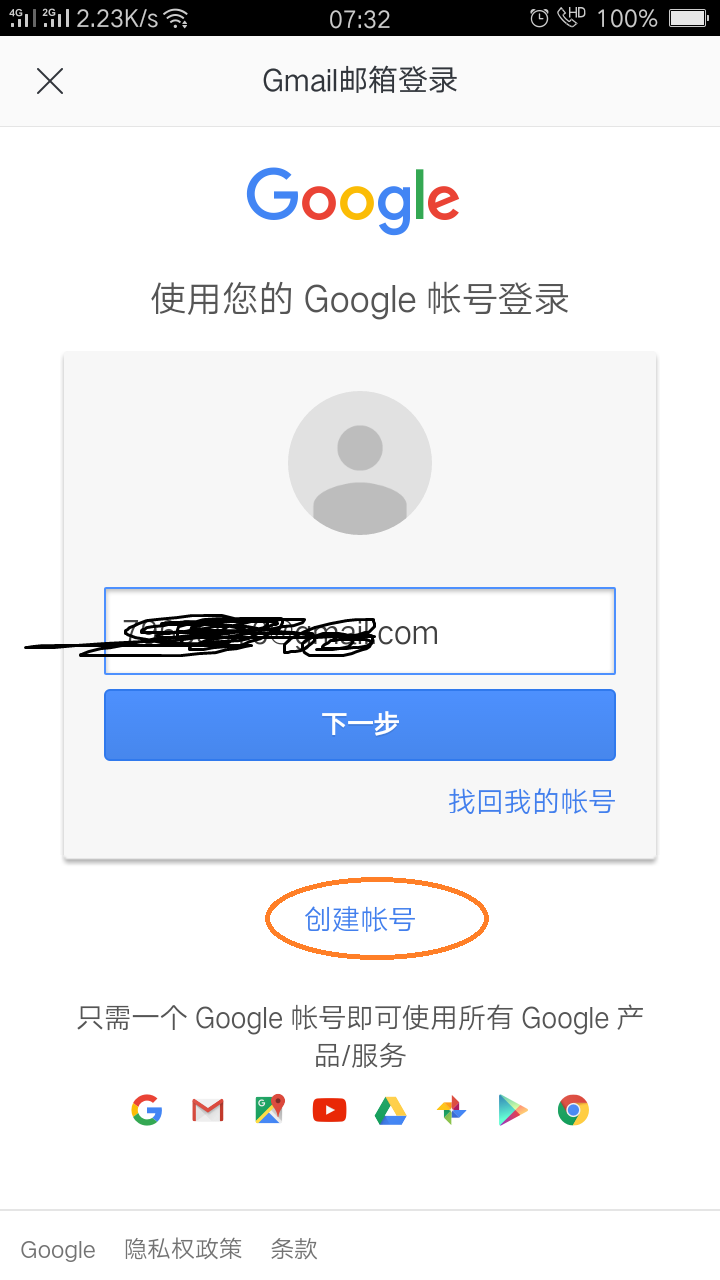 4G 2G 2.23K/s 07:32 HD 100%
Gmail邮箱登录
Google
使用您的 Google 帐号登录
@gmail.com
下一步
找回我的帐号
创建帐号
只需一个 Google 帐号即可使用所有 Google 产
品/服务
Google 隐私权政策 条款